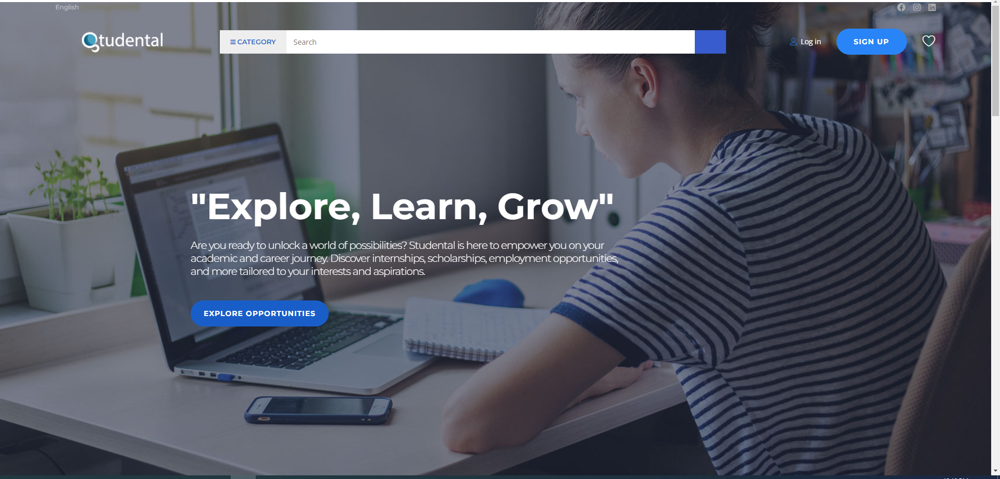 English
Studental
CATEGORY
Search
Log in
SIGN UP
"Explore, Learn, Grow"
Are you ready to unlock a world of possibilities? Studental is here to empower you on your
academic and career journey. Discover internships, scholarships, employment opportunities,
and more tailored to your interests and aspirations.
EXPLORE OPPORTUNITIES